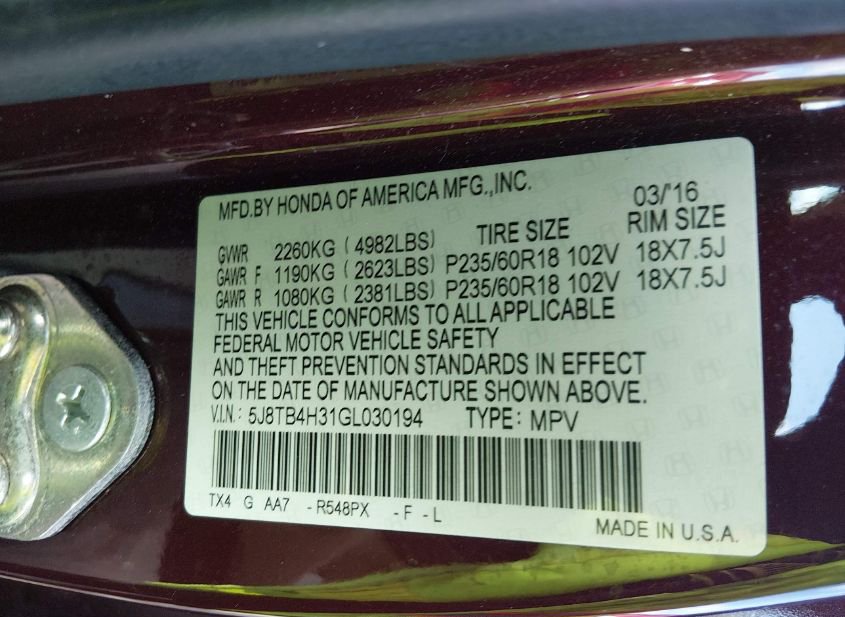 MFD.BY HONDA OF AMERICA MFG.,INC. 03/'16
TIRE SIZE RIM SIZE
GVWR 2260KG ( 4982LBS)
GAWR F 1190KG ( 2623LBS) P235/60R18 102V 18X7.5J
GAWR R 1080KG ( 2381LBS) P235/60R18 102V 18X7.5J
THIS VEHICLE CONFORMS TO ALL APPLICABLE
FEDERAL MOTOR VEHICLE SAFETY
AND THEFT PREVENTION STANDARDS IN EFFECT
ON THE DATE OF MANUFACTURE SHOWN ABOVE.
V.I.N.: 5J8TB4H31GL030194 TYPE: MPV
TX4 G AA7 - R548PX - F - L
MADE IN U.S.A.